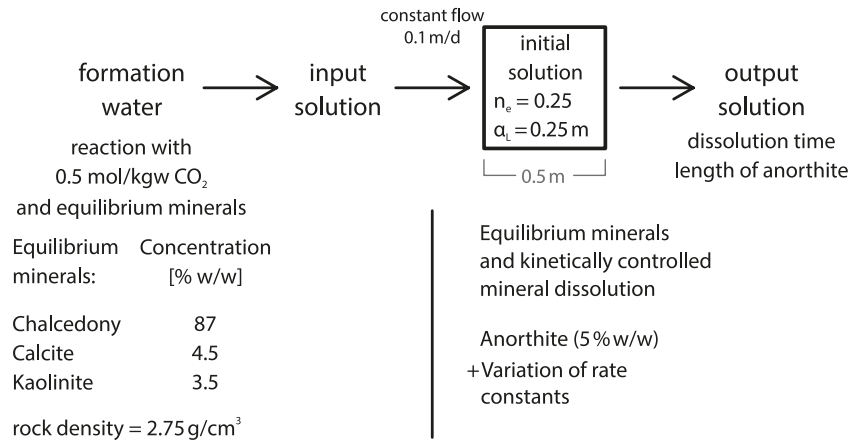 constant flow
0.1 m/d
formation
water
input
solution
initial
solution
nₑ = 0.25
α_L = 0.25 m
output
solution
0.5 m
reaction with
0.5 mol/kgw CO₂
and equilibrium minerals
dissolution time
length of anorthite
Equilibrium Concentration
minerals: [% w/w]
Chalcedony 87
Calcite 4.5
Kaolinite 3.5
rock density = 2.75 g/cm³
Equilibrium minerals
and kinetically controlled
mineral dissolution
Anorthite (5 % w/w)
+Variation of rate
constants